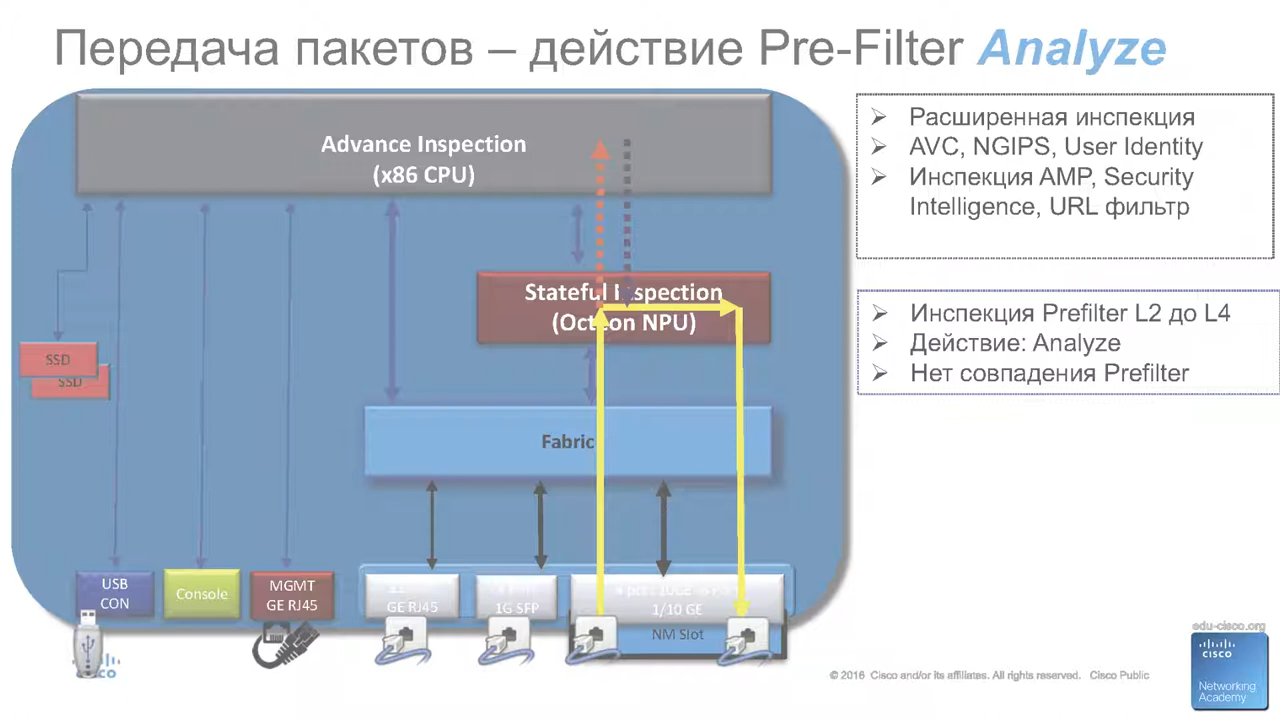 Передача пакетов – действие Pre-Filter Analyze
Advance Inspection
(x86 CPU)
Расширенная инспекция
AVC, NGIPS, User Identity
Инспекция AMP, Security
Intelligence, URL фильтр
Stateful Inspection
(Octeon NPU)
Инспекция Prefilter L2 до L4
Действие: Analyze
Нет совпадения Prefilter
SSD
SSD
Fabric
USB
CON
Console
MGMT
GE RJ45
GE RJ45
1G SFP
1/10 GE
NM Slot
edu-cisco.org
© 2016 Cisco and/or its affiliates. All rights reserved. Cisco Public
cisco
Networking
Academy